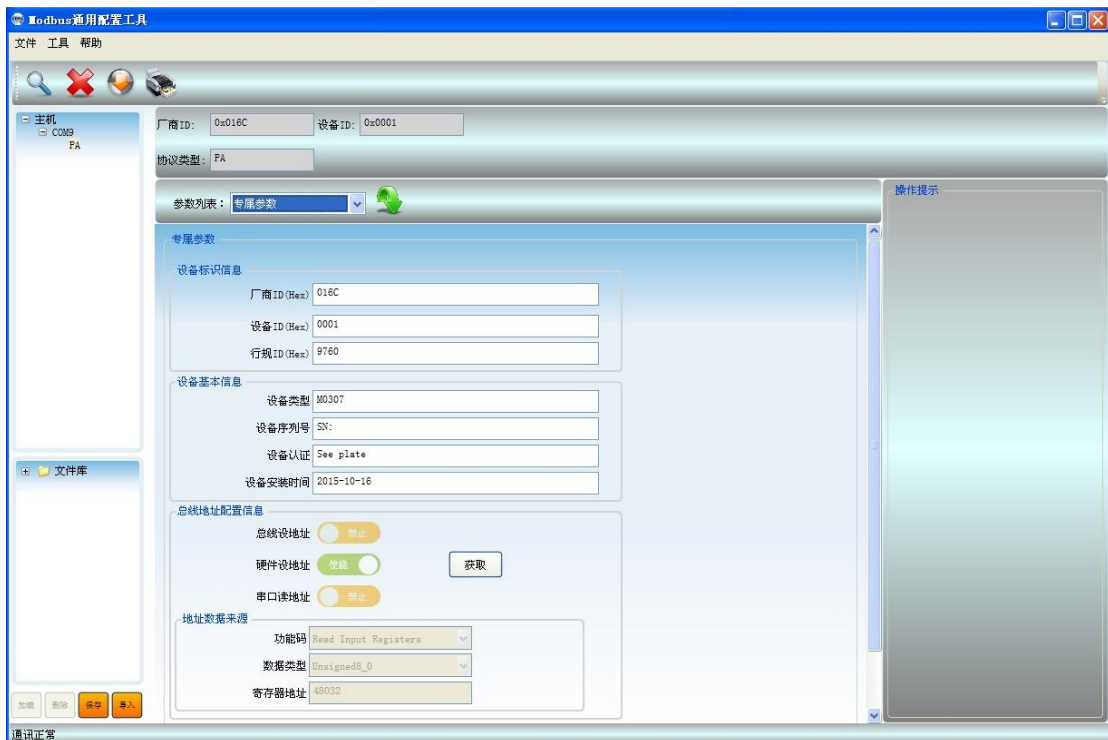 Modbus通用配置工具
文件 工具 帮助
主机
COM9
PA
厂商ID: 0x016C 设备ID: 0x0001
协议类型: PA
参数列表: 专属参数
操作提示
专属参数
设备标识信息
厂商ID(Hex) 016C
设备ID(Hex) 0001
行规ID(Hex) 9760
设备基本信息
设备类型 M0307
设备序列号 SN:
设备认证 See plate
设备安装时间 2015-10-16
文件库
总线地址配置信息
总线设地址 禁止
硬件设地址 使能 获取
串口读地址 禁止
地址数据来源
功能码 Read Input Registers
数据类型 Unsigned8_0
寄存器地址 48032
加载 删除 保存 导入
通讯正常